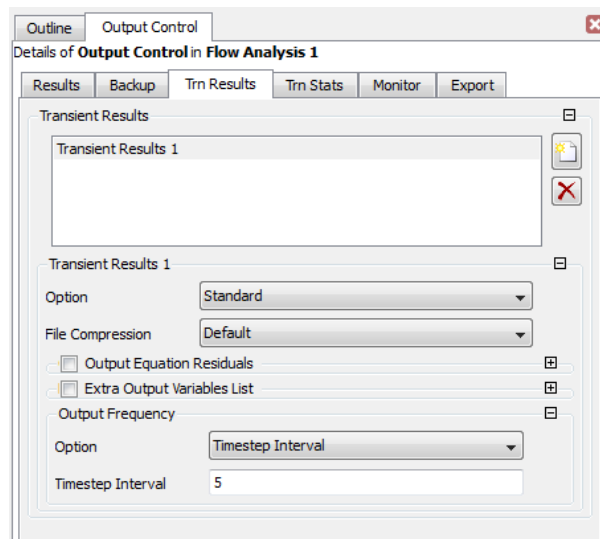 Outline Output Control
Details of Output Control in Flow Analysis 1
Results Backup Trn Results Trn Stats Monitor Export
Transient Results
Transient Results 1
Transient Results 1
Option Standard
File Compression Default
Output Equation Residuals
Extra Output Variables List
Output Frequency
Option Timestep Interval
Timestep Interval 5